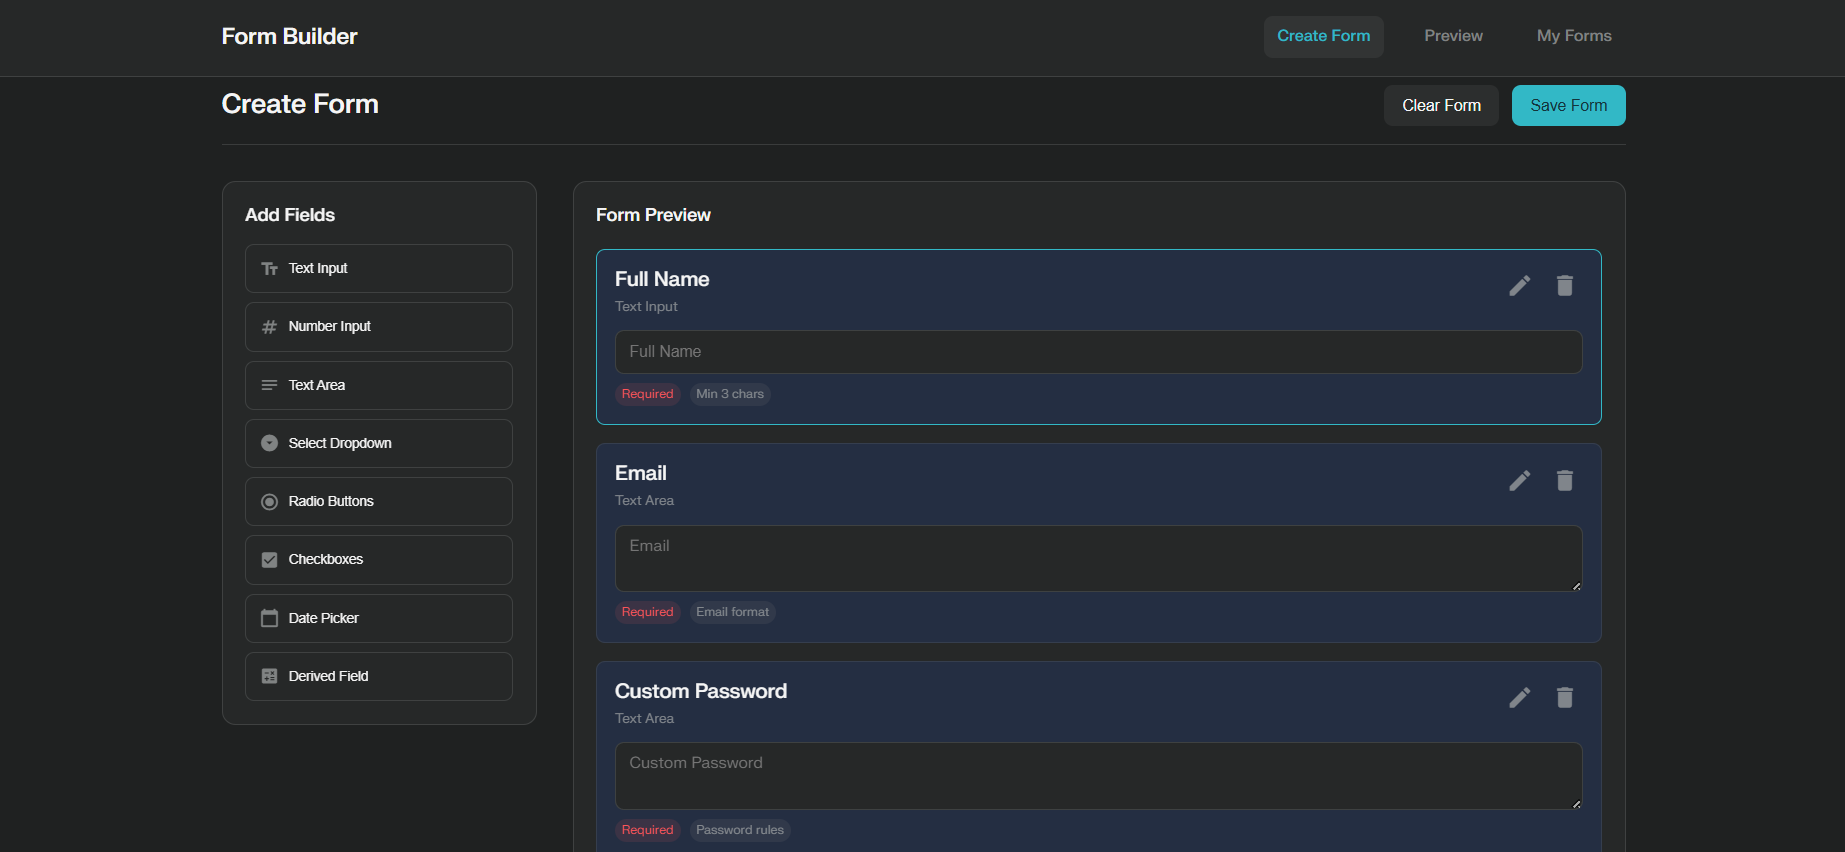 Form Builder
Create Form
Preview
My Forms
Create Form
Clear Form
Save Form
Add Fields
Text Input
Number Input
Text Area
Select Dropdown
Radio Buttons
Checkboxes
Date Picker
Derived Field
Form Preview
Full Name
Text Input
Full Name
Required Min 3 chars
Email
Text Area
Email
Required Email format
Custom Password
Text Area
Custom Password
Required Password rules